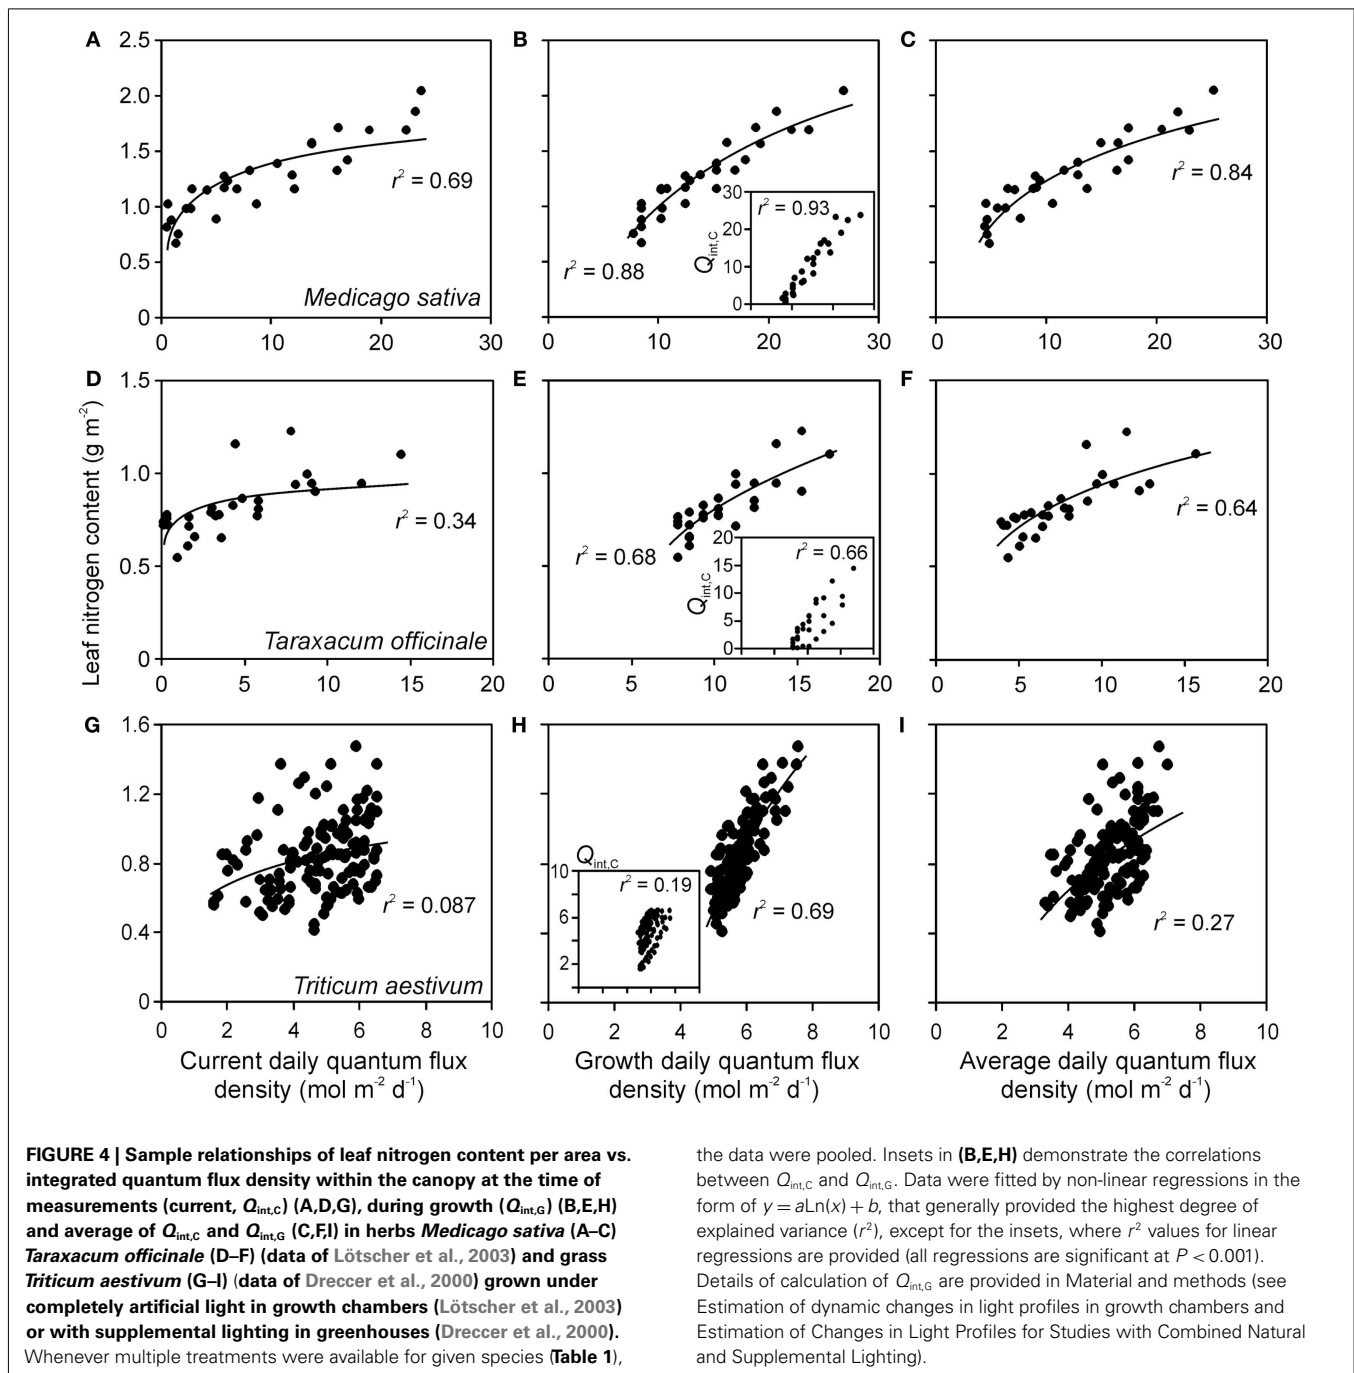 A
B
C
2.5
2.0
1.5
1.0
0.5
0
r² = 0.69
Medicago sativa
0 10 20 30
r² = 0.88
30
20
10
0
Qint,C
r² = 0.93
0 10 20 30
r² = 0.84
0 10 20 30
D
E
F
1.5
1.0
0.5
0
r² = 0.34
Taraxacum officinale
0 5 10 15 20
r² = 0.68
20
15
10
5
0
Qint,C
r² = 0.66
0 5 10 15 20
r² = 0.64
0 5 10 15 20
Leaf nitrogen content (g m-2)
G
H
I
1.6
1.2
0.8
0.4
0
r² = 0.087
Triticum aestivum
0 2 4 6 8 10
Qint,C
10
6
2
r² = 0.19
r² = 0.69
0 2 4 6 8 10
r² = 0.27
0 2 4 6 8 10
Current daily quantum flux
density (mol m-2 d-1)
Growth daily quantum flux
density (mol m-2 d-1)
Average daily quantum flux
density (mol m-2 d-1)
FIGURE 4 | Sample relationships of leaf nitrogen content per area vs.
integrated quantum flux density within the canopy at the time of
measurements (current, Qint,C) (A,D,G), during growth (Qint,G) (B,E,H)
and average of Qint,C and Qint,G (C,F,I) in herbs Medicago sativa (A–C)
Taraxacum officinale (D–F) (data of Lötscher et al., 2003) and grass
Triticum aestivum (G–I) (data of Dreccer et al., 2000) grown under
completely artificial light in growth chambers (Lötscher et al., 2003)
or with supplemental lighting in greenhouses (Dreccer et al., 2000).
Whenever multiple treatments were available for given species (Table 1),
the data were pooled. Insets in (B,E,H) demonstrate the correlations
between Qint,C and Qint,G. Data were fitted by non-linear regressions in the
form of y = aLn(x) + b, that generally provided the highest degree of
explained variance (r²), except for the insets, where r² values for linear
regressions are provided (all regressions are significant at P < 0.001).
Details of calculation of Qint,G are provided in Material and methods (see
Estimation of dynamic changes in light profiles in growth chambers and
Estimation of Changes in Light Profiles for Studies with Combined Natural
and Supplemental Lighting).